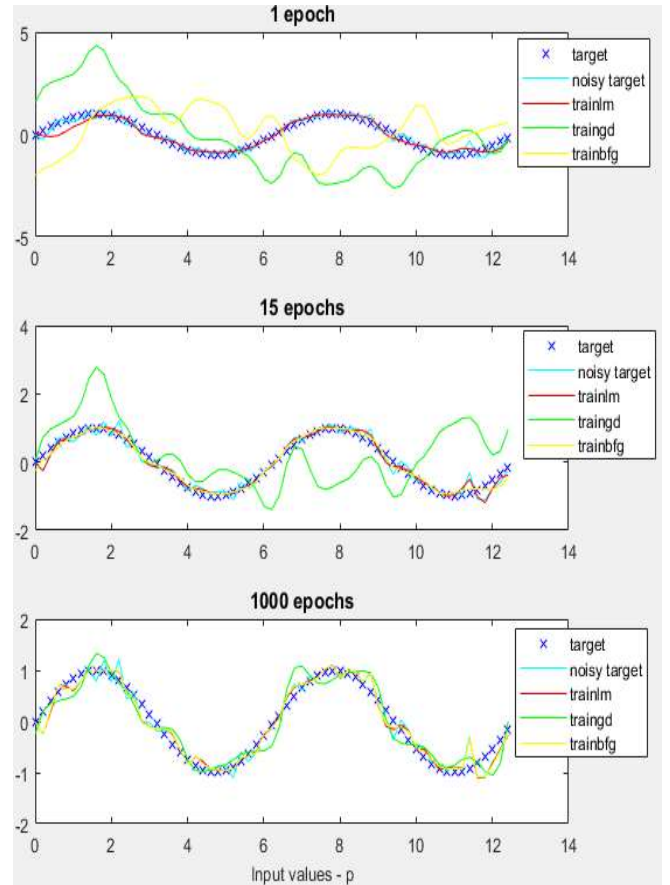 1 epoch
5
0
-5
0 2 4 6 8 10 12 14
target
noisy target
trainlm
traingd
trainbfg
15 epochs
4
2
0
-2
0 2 4 6 8 10 12 14
target
noisy target
trainlm
traingd
trainbfg
1000 epochs
2
1
0
-1
-2
0 2 4 6 8 10 12 14
target
noisy target
trainlm
traingd
trainbfg
Input values - p